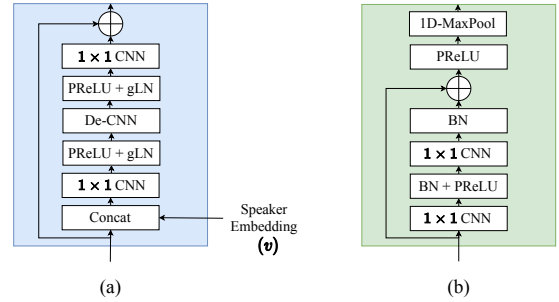 1 × 1 CNN
PReLU + gLN
De-CNN
PReLU + gLN
1 × 1 CNN
Concat
Speaker
Embedding
(v)
(a)
1D-MaxPool
PReLU
BN
1 × 1 CNN
BN + PReLU
1 × 1 CNN
(b)